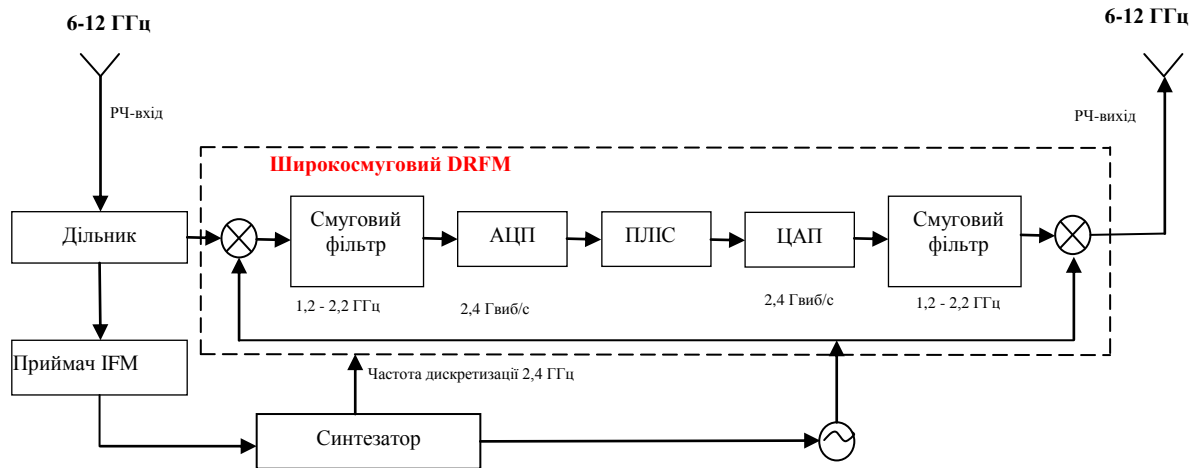 6-12 ГГц
6-12 ГГц
РЧ-вхід
РЧ-вихід
Широкосмуговий DRFM
Дільник
Смуговий
фільтр
АЦП
ПЛІС
ЦАП
Смуговий
фільтр
1,2 - 2,2 ГГц
2,4 Гвиб/с
2,4 Гвиб/с
1,2 - 2,2 ГГц
Приймач IFM
Частота дискретизації 2,4 ГГц
Синтезатор